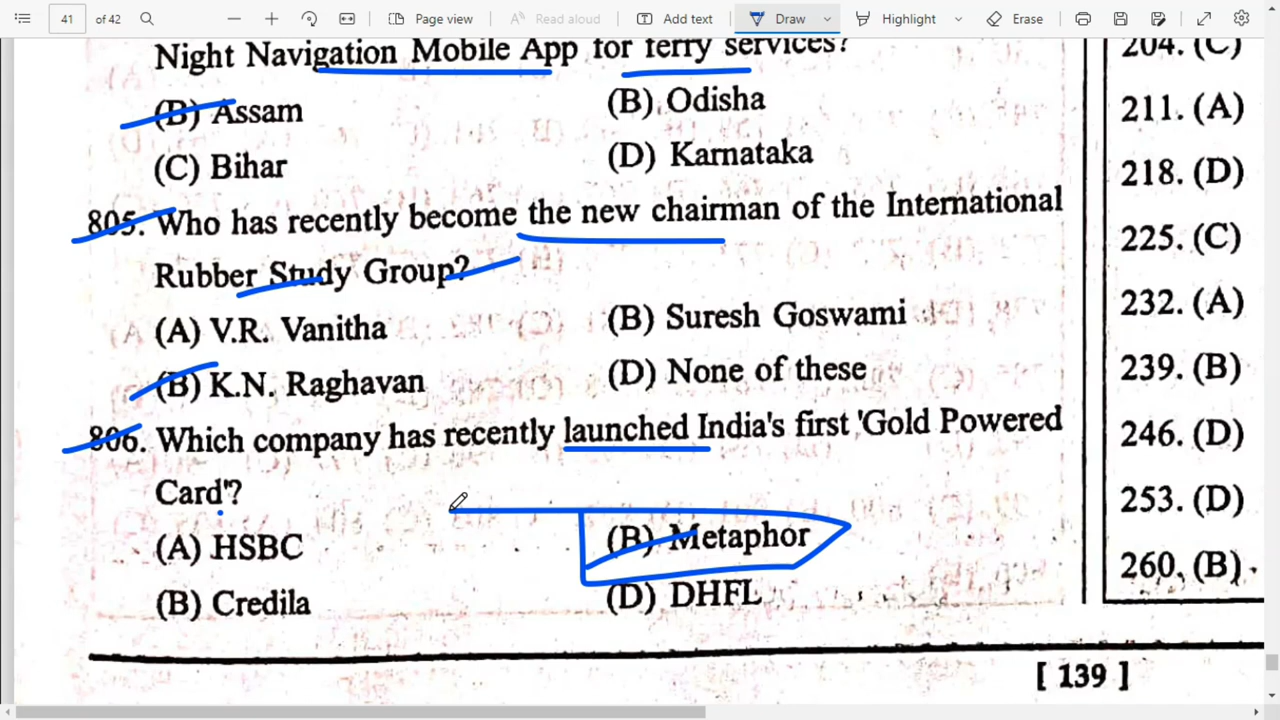 41 of 42 Page view Read aloud Add text Draw Highlight Erase
Night Navigation Mobile App for ferry services?
(B) Assam (B) Odisha
(C) Bihar (D) Karnataka
805. Who has recently become the new chairman of the International
Rubber Study Group?
(A) V.R. Vanitha (B) Suresh Goswami
(B) K.N. Raghavan (D) None of these
806. Which company has recently launched India's first 'Gold Powered
Card'?
(A) HSBC (B) Metaphor
(B) Credila (D) DHFL
204. (C)
211. (A)
218. (D)
225. (C)
232. (A)
239. (B)
246. (D)
253. (D)
260. (B)
[ 139 ]